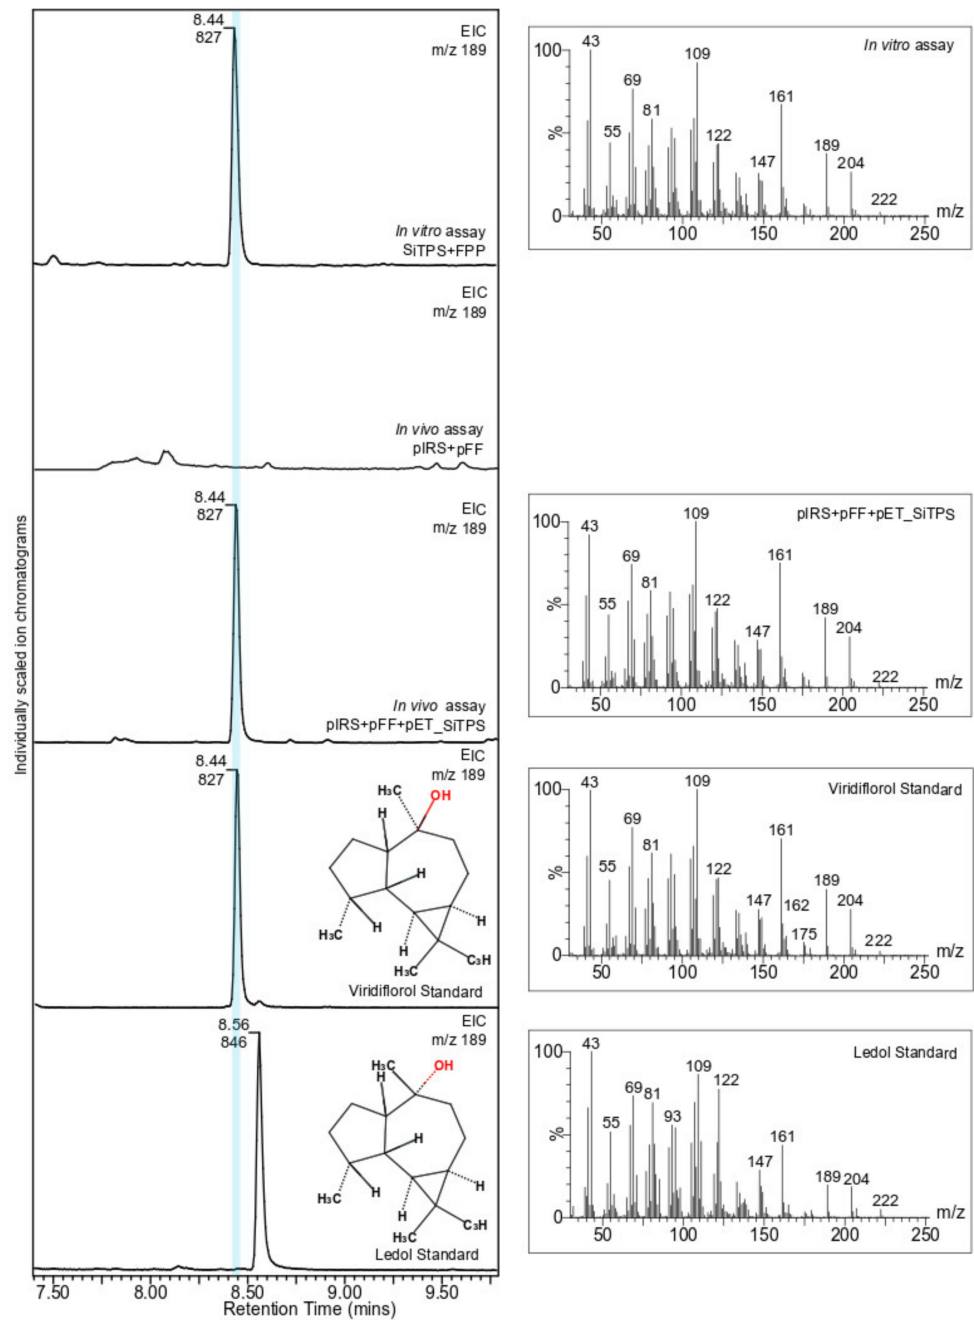 8.44
827
EIC
m/z 189
In vitro assay
SiTPS+FPP
EIC
m/z 189
In vivo assay
pIRS+pFF
8.44
827
EIC
m/z 189
In vivo assay
pIRS+pFF+pET_SiTPS
8.44
827
EIC
m/z 189
H₃C
OH
H
H
H
H₃C
H
H
H₃C
C₃H
Viridiflorol Standard
8.56
846
EIC
m/z 189
H₃C
OH
H
H
H
H₃C
H
H
H₃C
C₃H
Ledol Standard
7.50 8.00 8.50 9.00 9.50
Retention Time (mins)
Individually scaled ion chromatograms
In vitro assay
100
%
0
43
55
69
81
109
122
147
161
189
204
222
50 100 150 200 250
m/z
pIRS+pFF+pET_SiTPS
100
%
0
43
55
69
81
109
122
147
161
189
204
222
50 100 150 200 250
m/z
Viridiflorol Standard
100
%
0
43
55
69
81
109
122
147
161
162
175
189
204
222
50 100 150 200 250
m/z
Ledol Standard
100
%
0
43
55
69
81
93
109
122
147
161
189
204
222
50 100 150 200 250
m/z